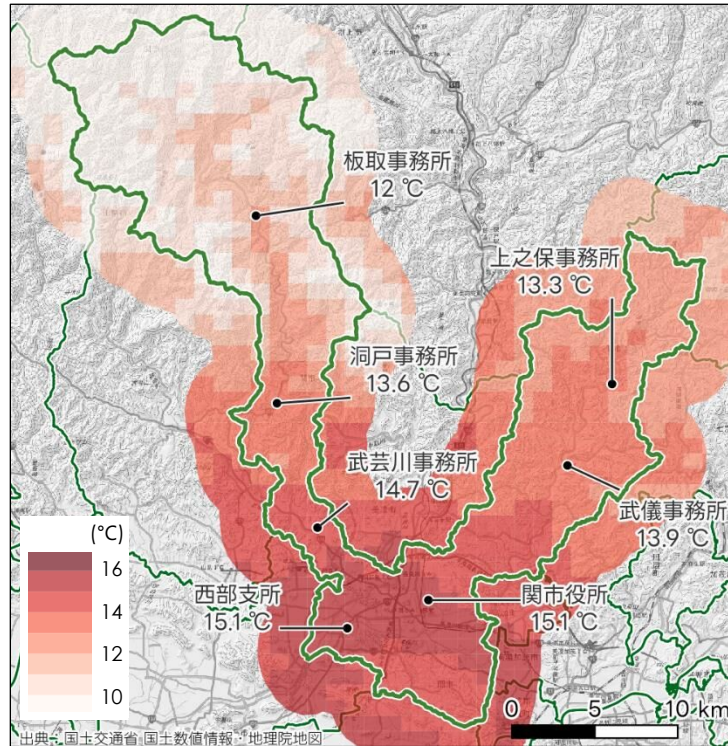 板取事務所
12 ℃
上之保事務所
13.3 ℃
洞戸事務所
13.6 ℃
武芸川事務所
14.7 ℃
武儀事務所
13.9 ℃
西部支所
15.1 ℃
関市役所
15.1 ℃
(℃)
16
14
12
10
0 5 10 km
出典：国土交通省 国土数値情報・地理院地図